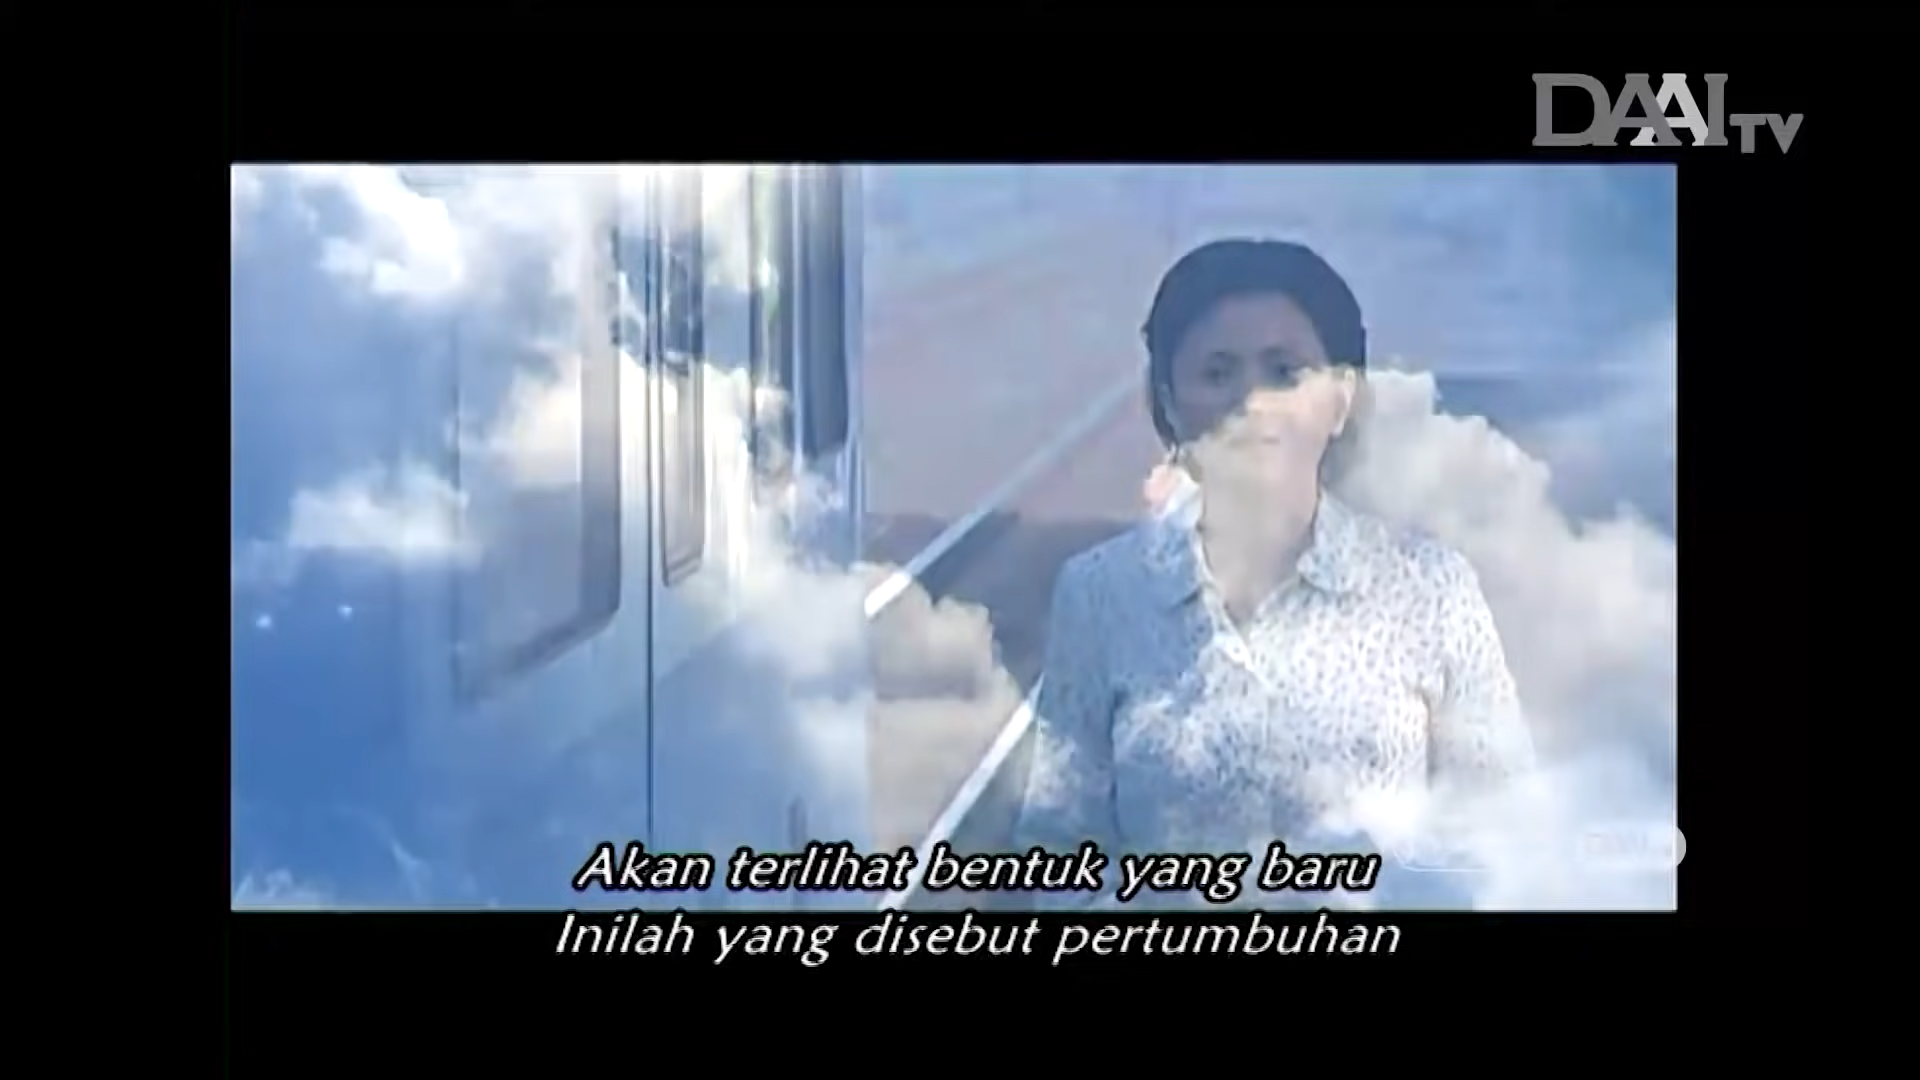 DAAI TV
Akan terlihat bentuk yang baru
Inilah yang disebut pertumbuhan